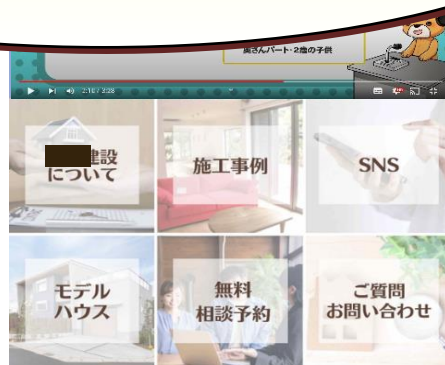 奥さんパート・2歳の子供
2:10 / 3:28
建設
について
施工事例
SNS
モデル
ハウス
無料
相談予約
ご質問
お問い合わせ